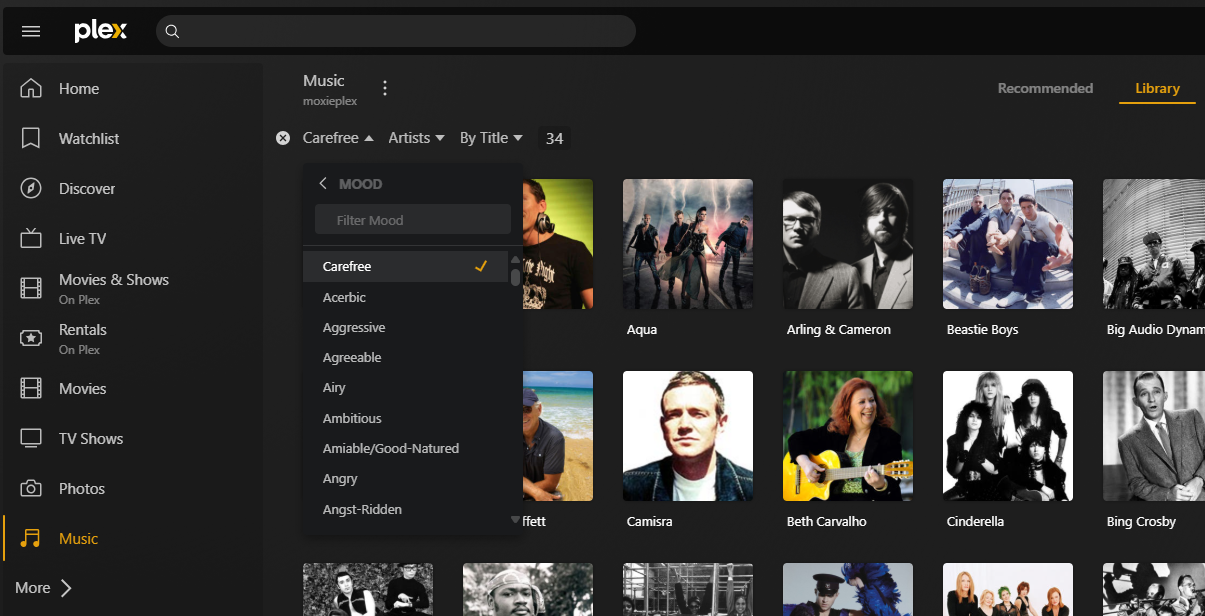 plex
Home
Watchlist
Discover
Live TV
Movies & Shows
On Plex
Rentals
On Plex
Movies
TV Shows
Photos
Music
More
Music
moxieplex
Recommended
Library
Carefree
Artists
By Title
34
MOOD
Filter Mood
Carefree
Acerbic
Aggressive
Agreeable
Airy
Ambitious
Amiable/Good-Natured
Angry
Angst-Ridden
Aqua
Arling & Cameron
Beastie Boys
Big Audio Dynam
ffett
Camisra
Beth Carvalho
Cinderella
Bing Crosby